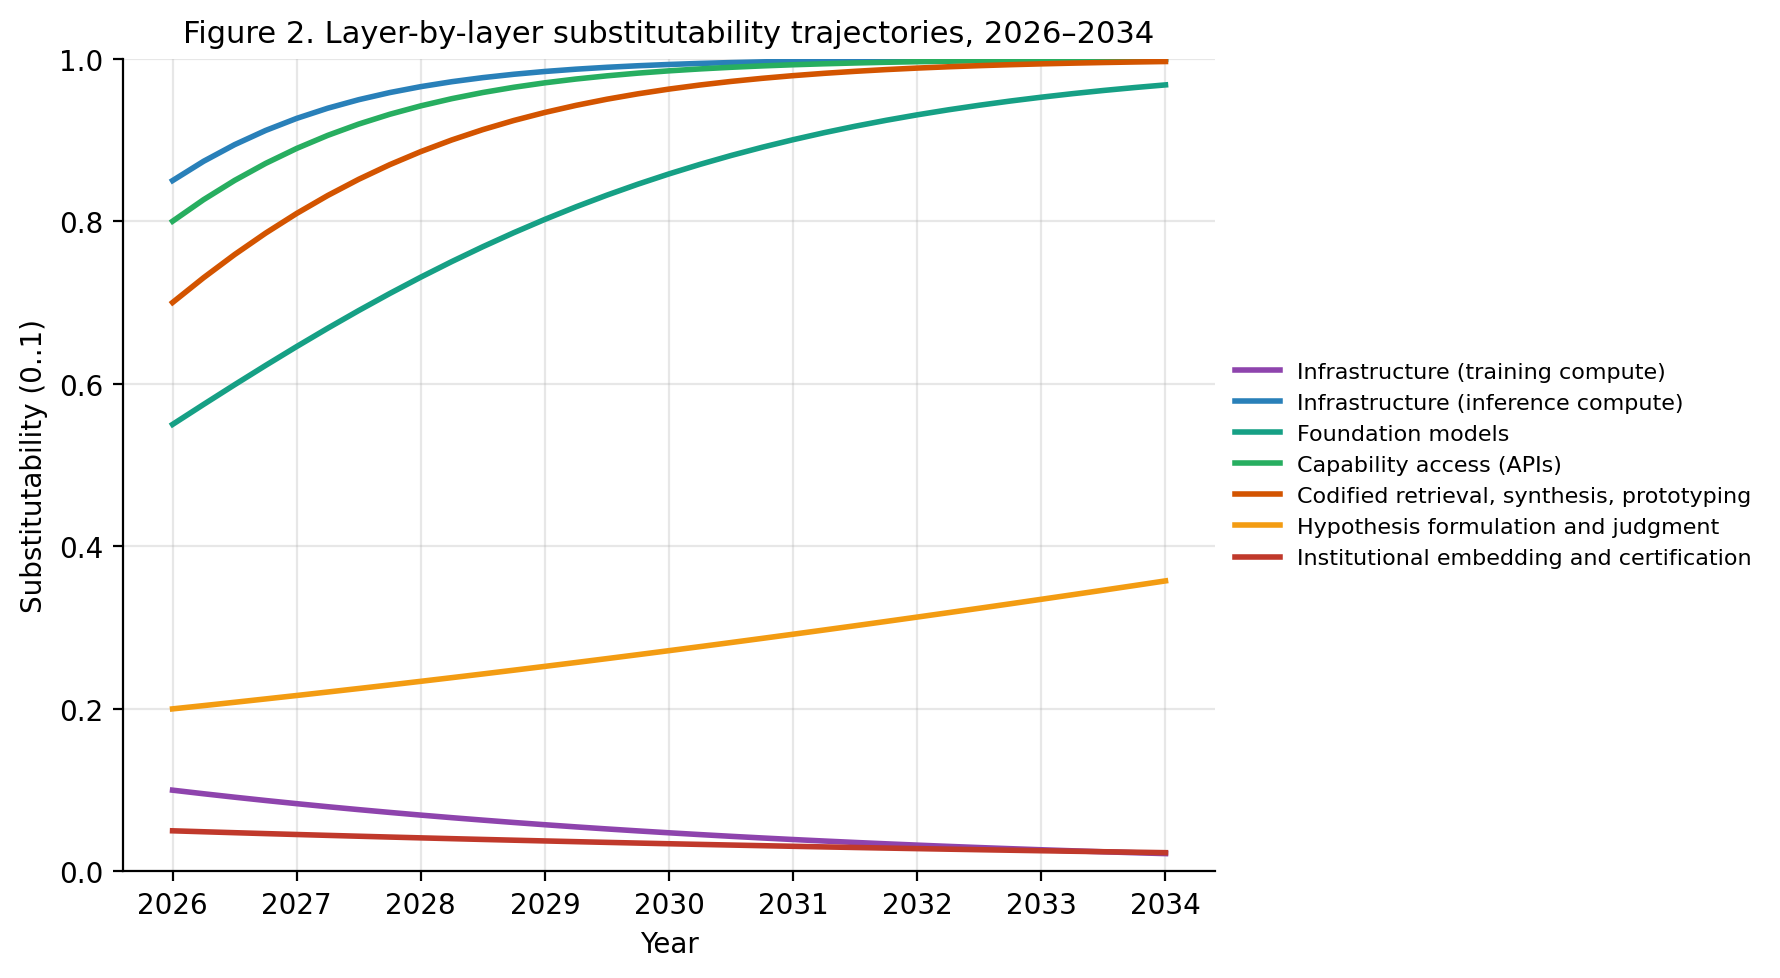 Figure 2. Layer-by-layer substitutability trajectories, 2026–2034
1.0
0.8
0.6
0.4
0.2
0.0
Substitutability (0..1)
2026 2027 2028 2029 2030 2031 2032 2033 2034
Year
Infrastructure (training compute)
Infrastructure (inference compute)
Foundation models
Capability access (APIs)
Codified retrieval, synthesis, prototyping
Hypothesis formulation and judgment
Institutional embedding and certification